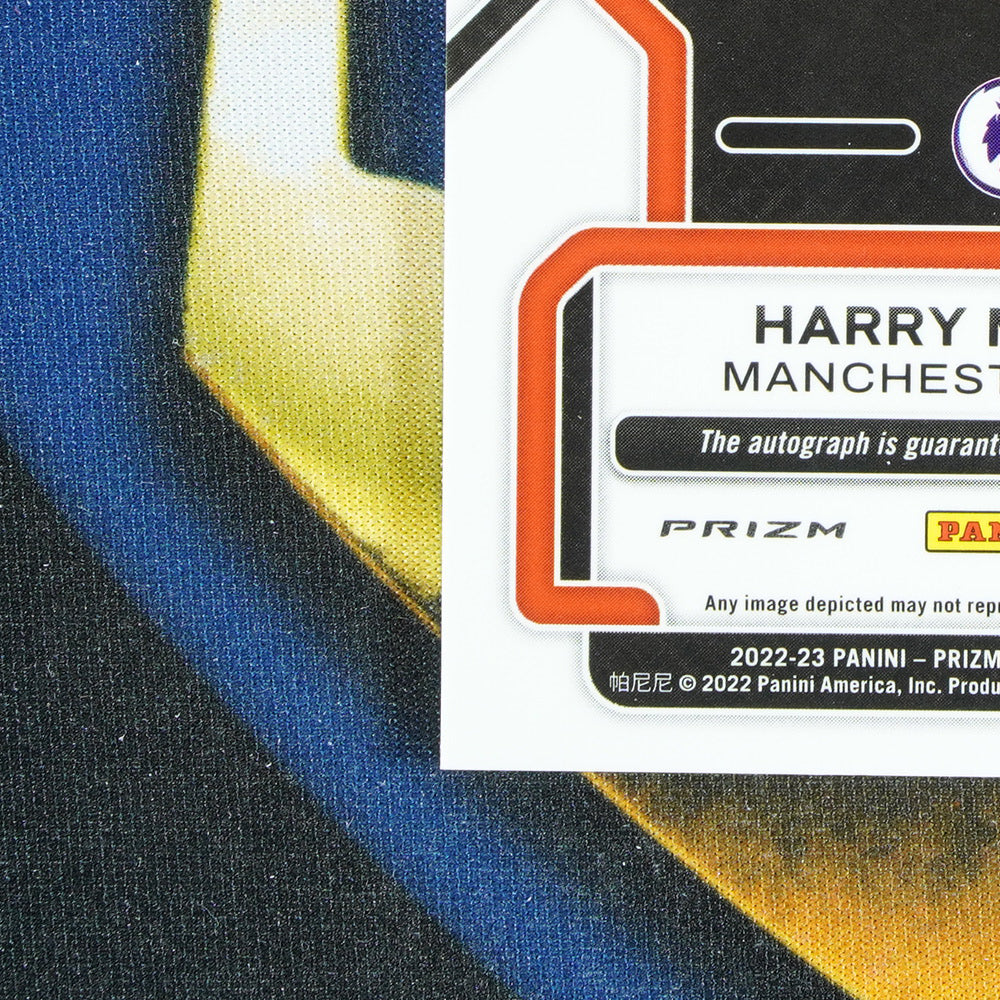 HARRY
MANCHEST
The autograph is guarant
PRIZM
PAN
Any image depicted may not repr
2022-23 PANINI – PRIZM
帕尼尼 © 2022 Panini America, Inc. Produ